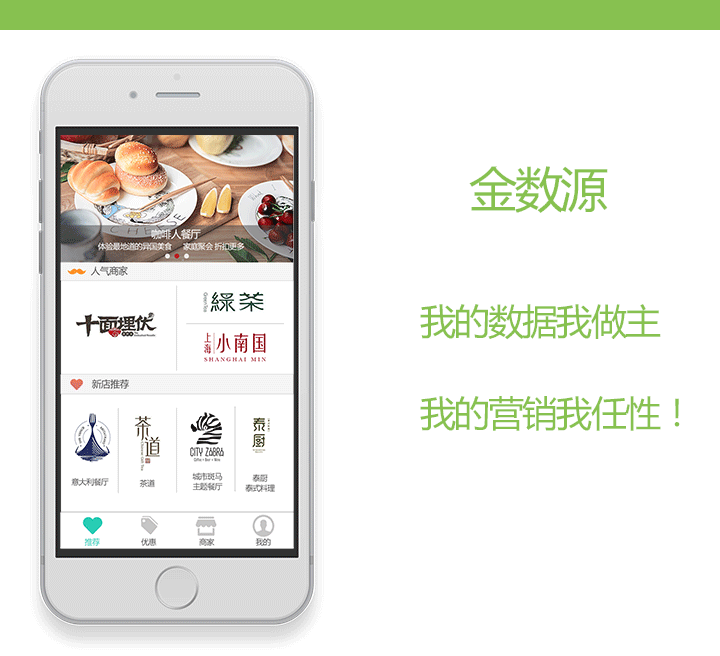 金数源
我的数据我做主
我的营销我任性！
咖啡人餐厅
体验最地道的异国美食 家庭聚会 折扣更多
人气商家
十面埋伏
Green Tea
綠茶
上海小南国
SHANGHAI MIN
新店推荐
茶道
CITY ZABRA
泰厨
意大利餐厅
茶道
城市斑马
主题餐厅
泰厨
泰式料理
推荐
优惠
商家
我的